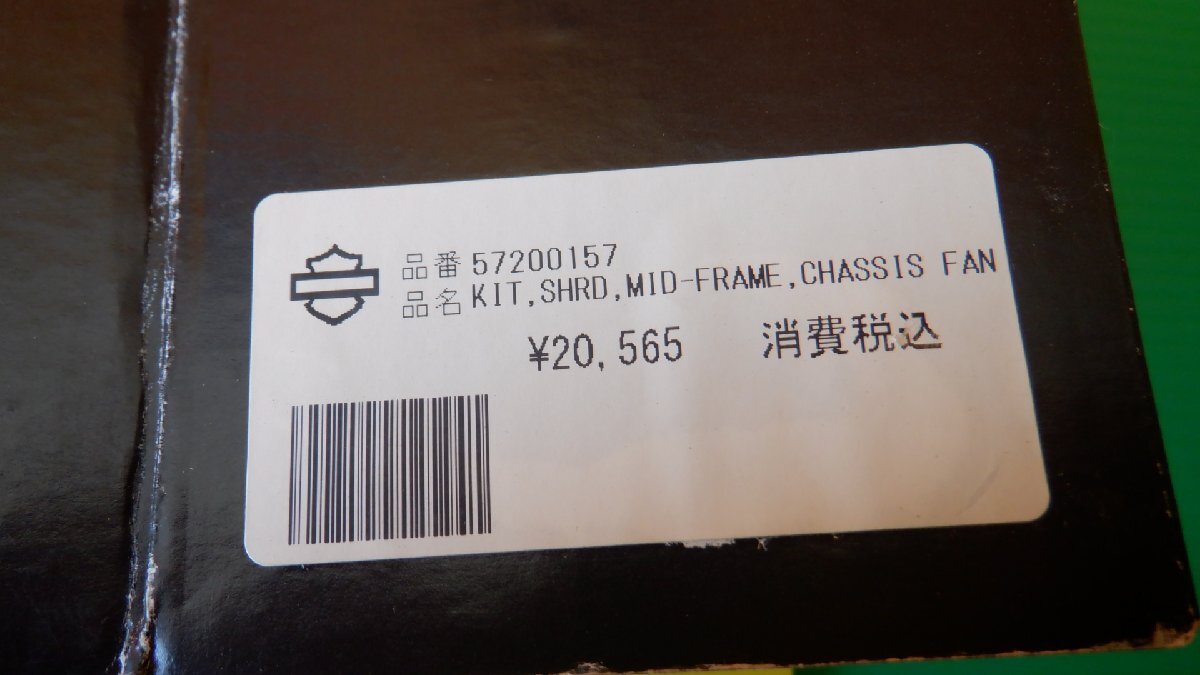 品番 57200157
品名 KIT,SHRD,MID-FRAME,CHASSIS FAN
¥20,565 消費税込